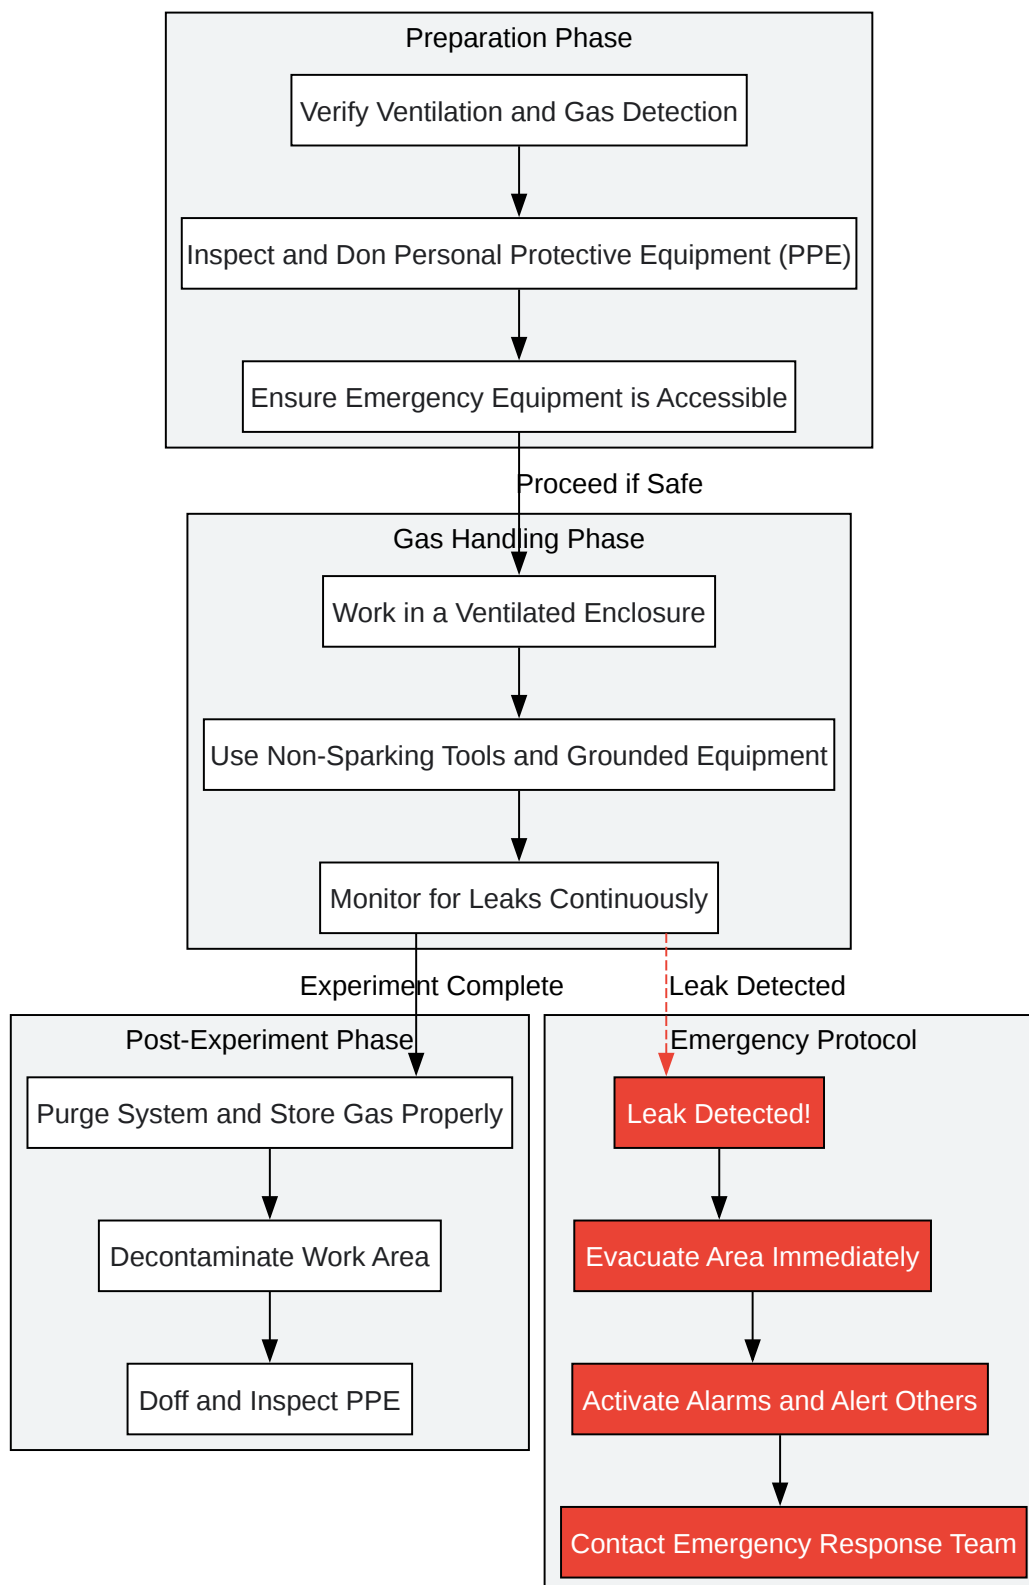 Preparation Phase
Verify Ventilation and Gas Detection
Inspect and Don Personal Protective Equipment (PPE)
Ensure Emergency Equipment is Accessible
Proceed if Safe
Gas Handling Phase
Work in a Ventilated Enclosure
Use Non-Sparking Tools and Grounded Equipment
Monitor for Leaks Continuously
Experiment Complete
Leak Detected
Post-Experiment Phase
Purge System and Store Gas Properly
Decontaminate Work Area
Doff and Inspect PPE
Emergency Protocol
Leak Detected!
Evacuate Area Immediately
Activate Alarms and Alert Others
Contact Emergency Response Team